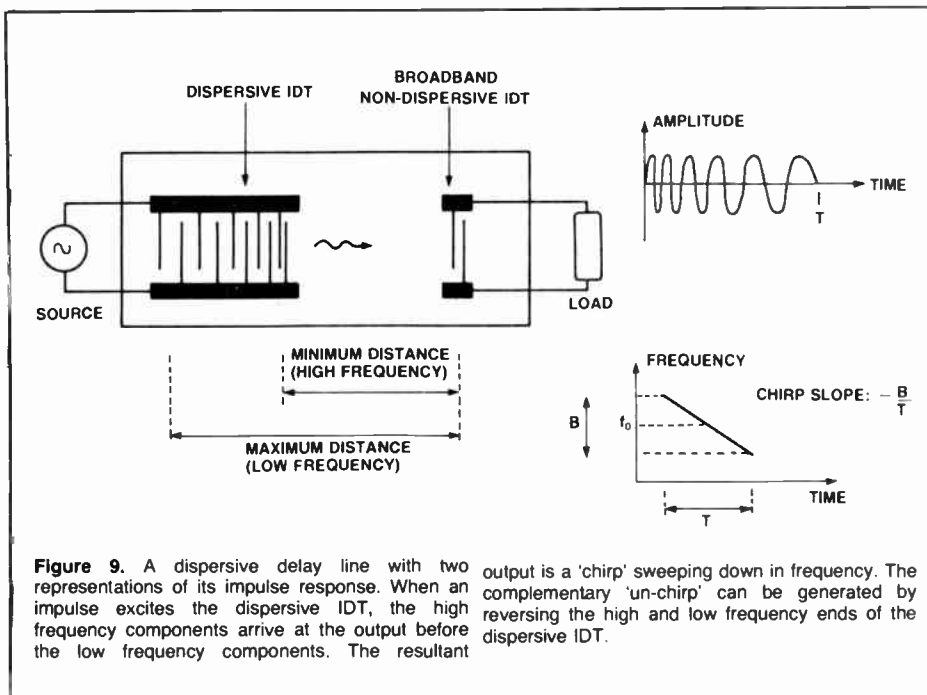 DISPERSIVE IDT
BROADBAND
NON-DISPERSIVE IDT
SOURCE
LOAD
MINIMUM DISTANCE
(HIGH FREQUENCY)
MAXIMUM DISTANCE
(LOW FREQUENCY)
AMPLITUDE
TIME
T
FREQUENCY
CHIRP SLOPE: - B/T
B
f₀
TIME
T
Figure 9. A dispersive delay line with two
representations of its impulse response. When an
impulse excites the dispersive IDT, the high
frequency components arrive at the output before
the low frequency components. The resultant
output is a 'chirp' sweeping down in frequency. The
complementary 'un-chirp' can be generated by
reversing the high and low frequency ends of the
dispersive IDT.